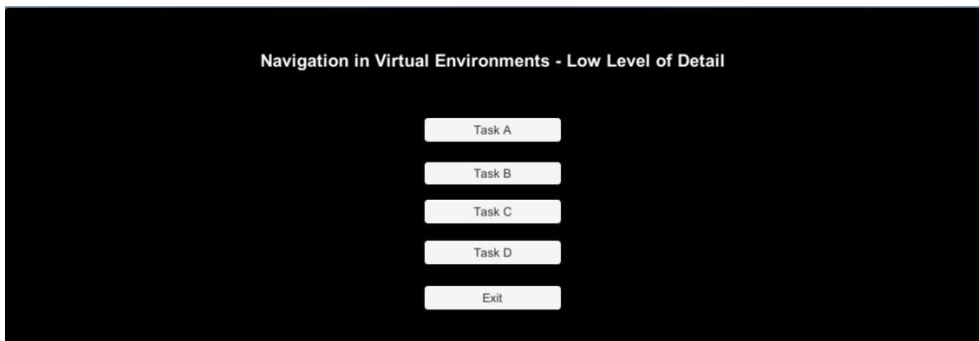 Navigation in Virtual Environments - Low Level of Detail
Task A
Task B
Task C
Task D
Exit